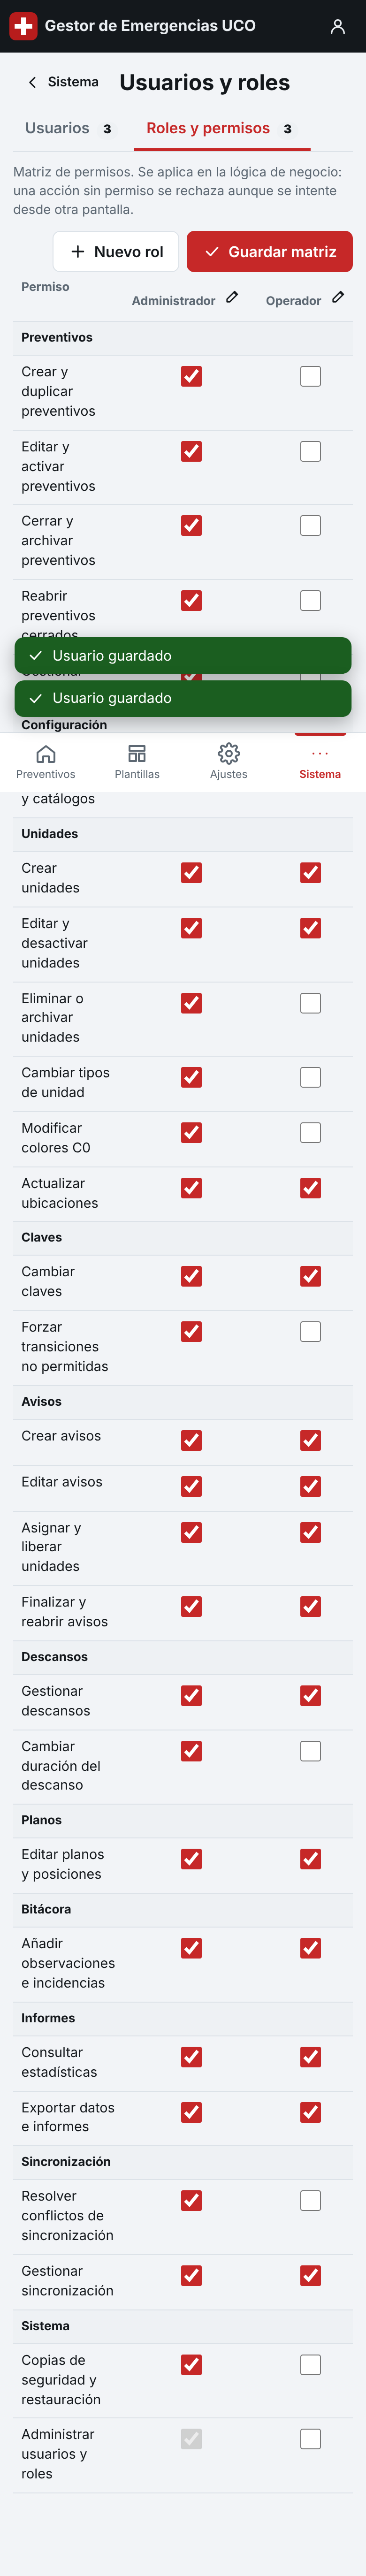 Gestor de Emergencias UCO
Sistema
Usuarios y roles
Usuarios 3
Roles y permisos 3
Matriz de permisos. Se aplica en la lógica de negocio:
una acción sin permiso se rechaza aunque se intente
desde otra pantalla.
Nuevo rol
Guardar matriz
Permiso
Administrador
Operador
Preventivos
Crear y
duplicar
preventivos
Editar y
activar
preventivos
Cerrar y
archivar
preventivos
Reabrir
preventivos
cerrados
Usuario guardado
Usuario guardado
Configuración
Preventivos
Plantillas
Ajustes
Sistema
y catálogos
Unidades
Crear
unidades
Editar y
desactivar
unidades
Eliminar o
archivar
unidades
Cambiar tipos
de unidad
Modificar
colores C0
Actualizar
ubicaciones
Claves
Cambiar
claves
Forzar
transiciones
no permitidas
Avisos
Crear avisos
Editar avisos
Asignar y
liberar
unidades
Finalizar y
reabrir avisos
Descansos
Gestionar
descansos
Cambiar
duración del
descanso
Planos
Editar planos
y posiciones
Bitácora
Añadir
observaciones
e incidencias
Informes
Consultar
estadísticas
Exportar datos
e informes
Sincronización
Resolver
conflictos de
sincronización
Gestionar
sincronización
Sistema
Copias de
seguridad y
restauración
Administrar
usuarios y
roles